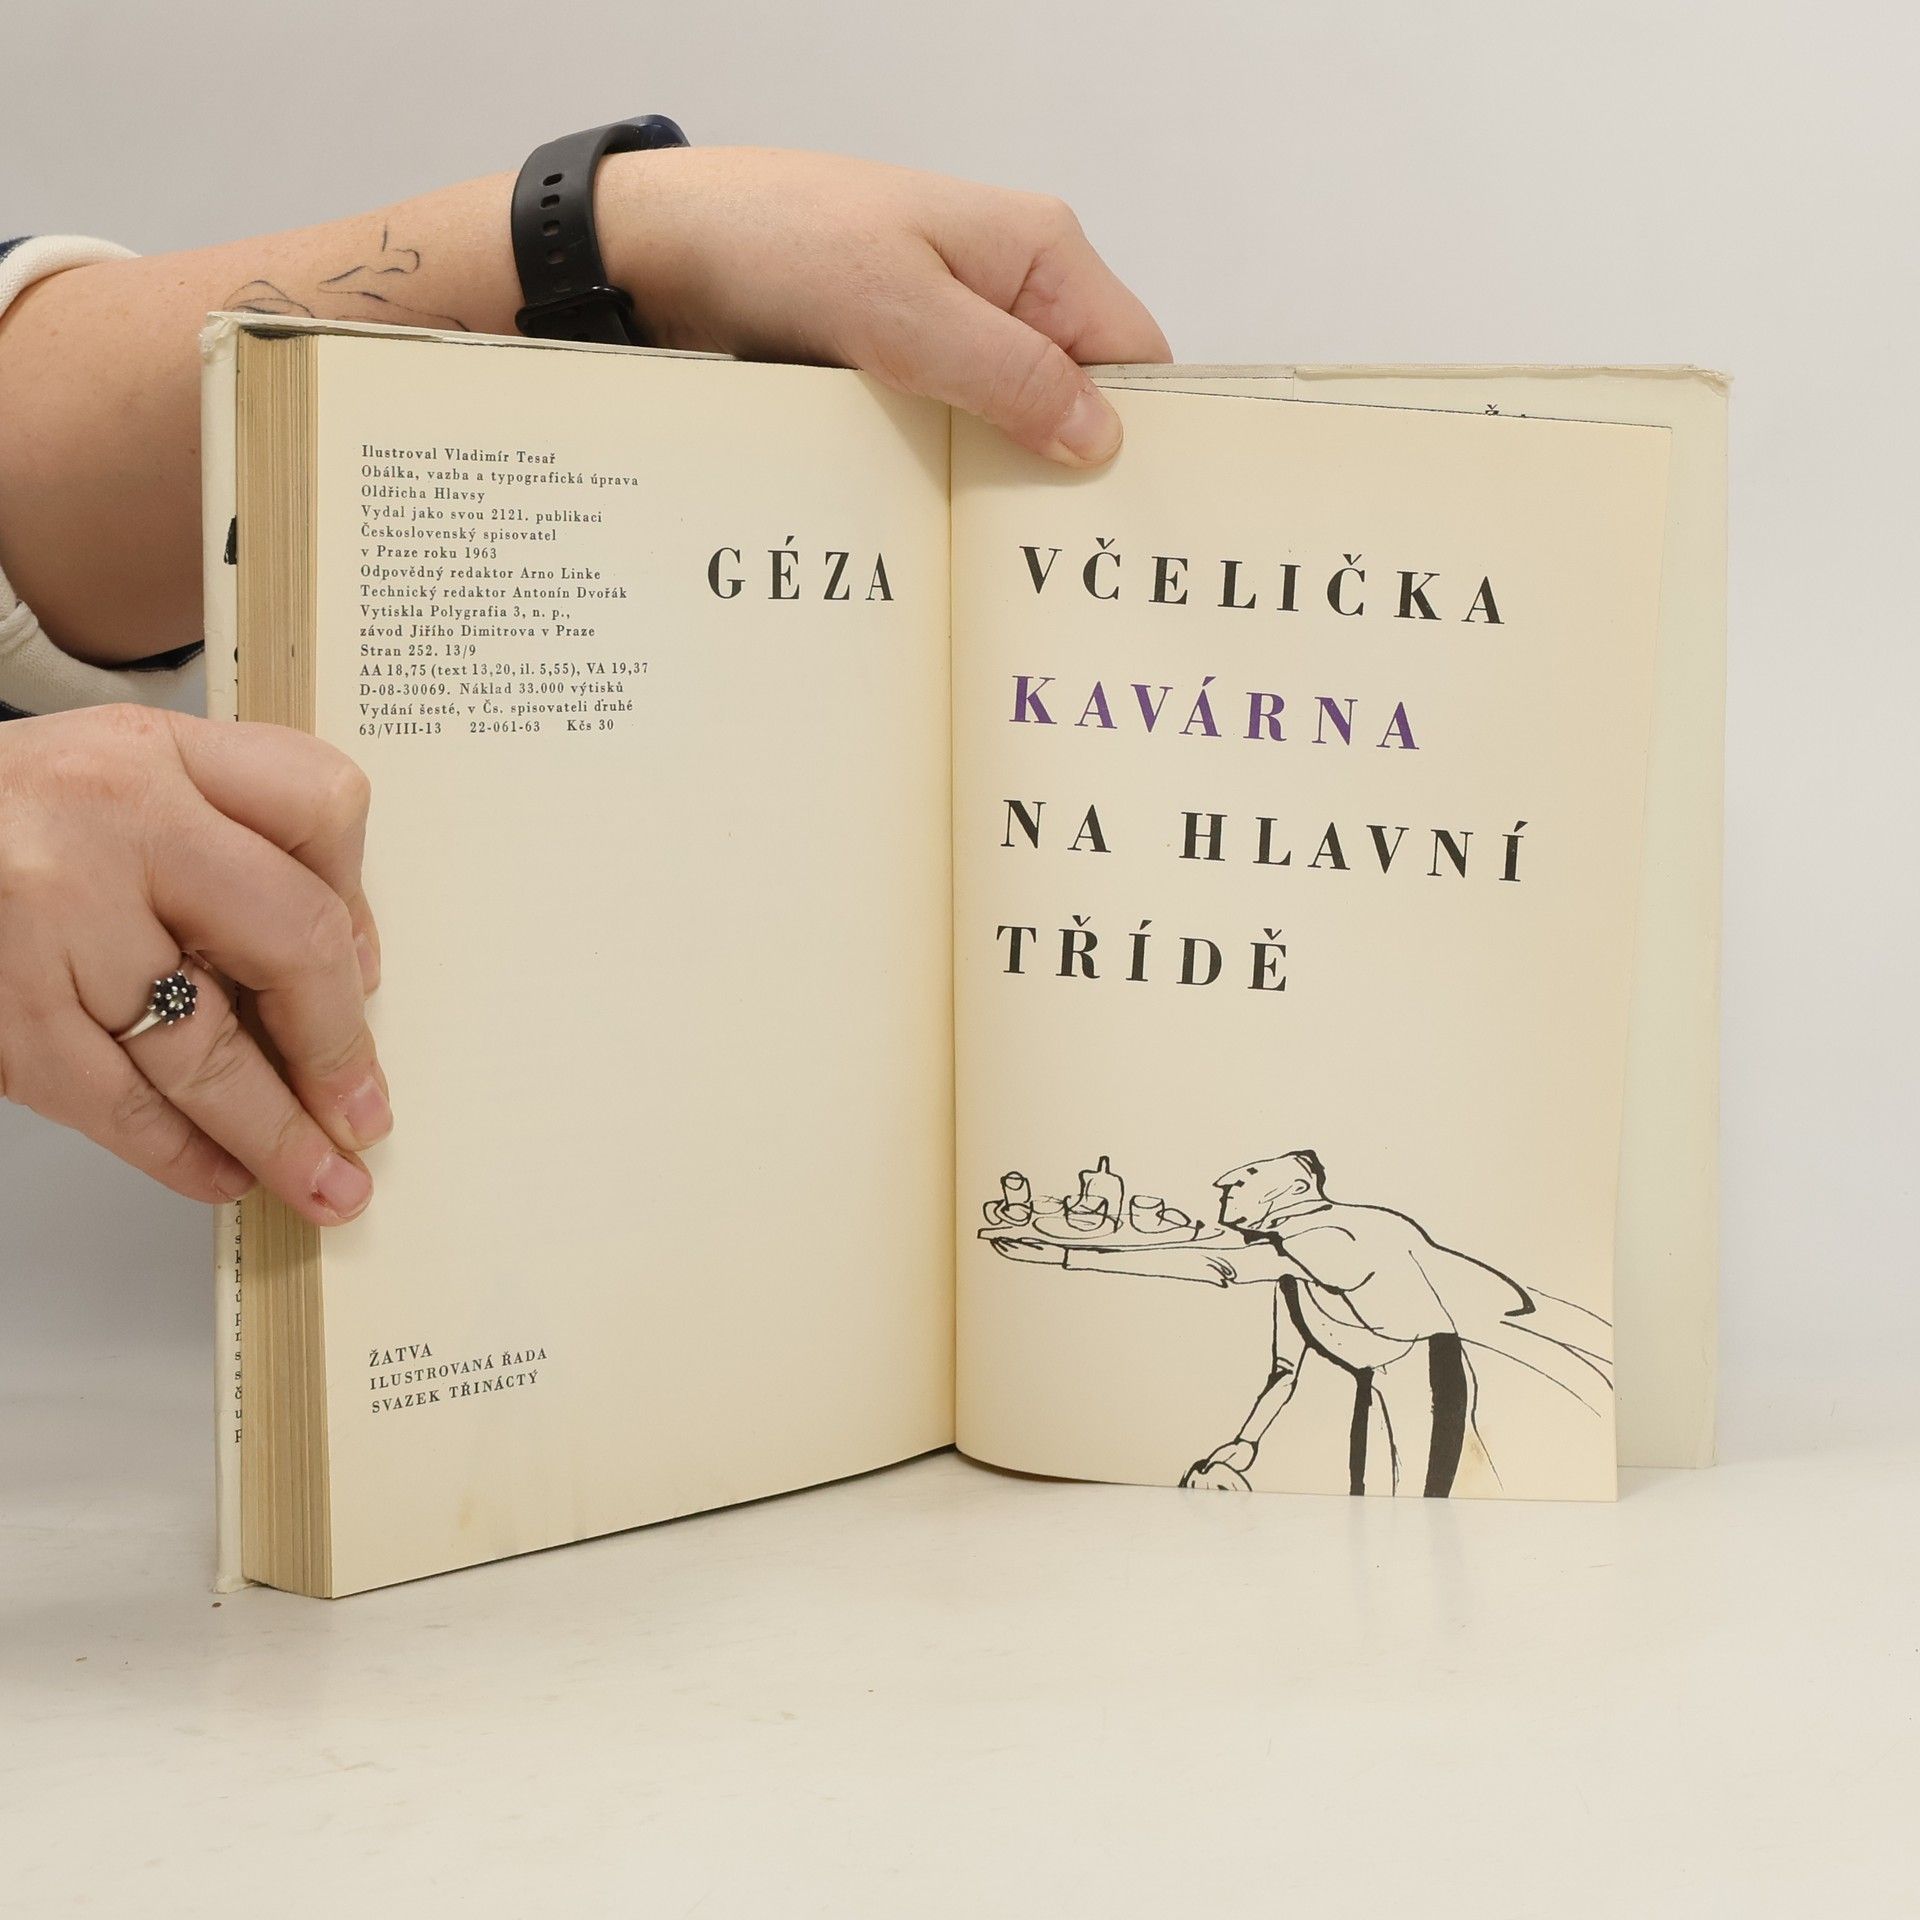 Ilustroval Vladimír Tesař
Obálka, vazba a typografická úprava
Oldřicha Hlavsy
Vydal jako svou 2121. publikaci
Československý spisovatel
v Praze roku 1963
Odpovědný redaktor Arno Linke
Technický redaktor Antonín Dvořák
Vytiskla Polygrafia 3, n. p.,
závod Jiřího Dimitrova v Praze
Stran 252. 13/9
AA 18,75 (text 13,20, il. 5,55), VA 19,37
D-08-30069. Náklad 33.000 výtisků
Vydání šesté, v Čs. spisovateli druhé
63/VIII-13 22-061-63 Kčs 30
ŽATVA
ILUSTROVANÁ ŘADA
SVAZEK TŘINÁCTÝ
GÉZA VČELIČKA
KAVÁRNA
NA HLAVNÍ
TŘÍDĚ